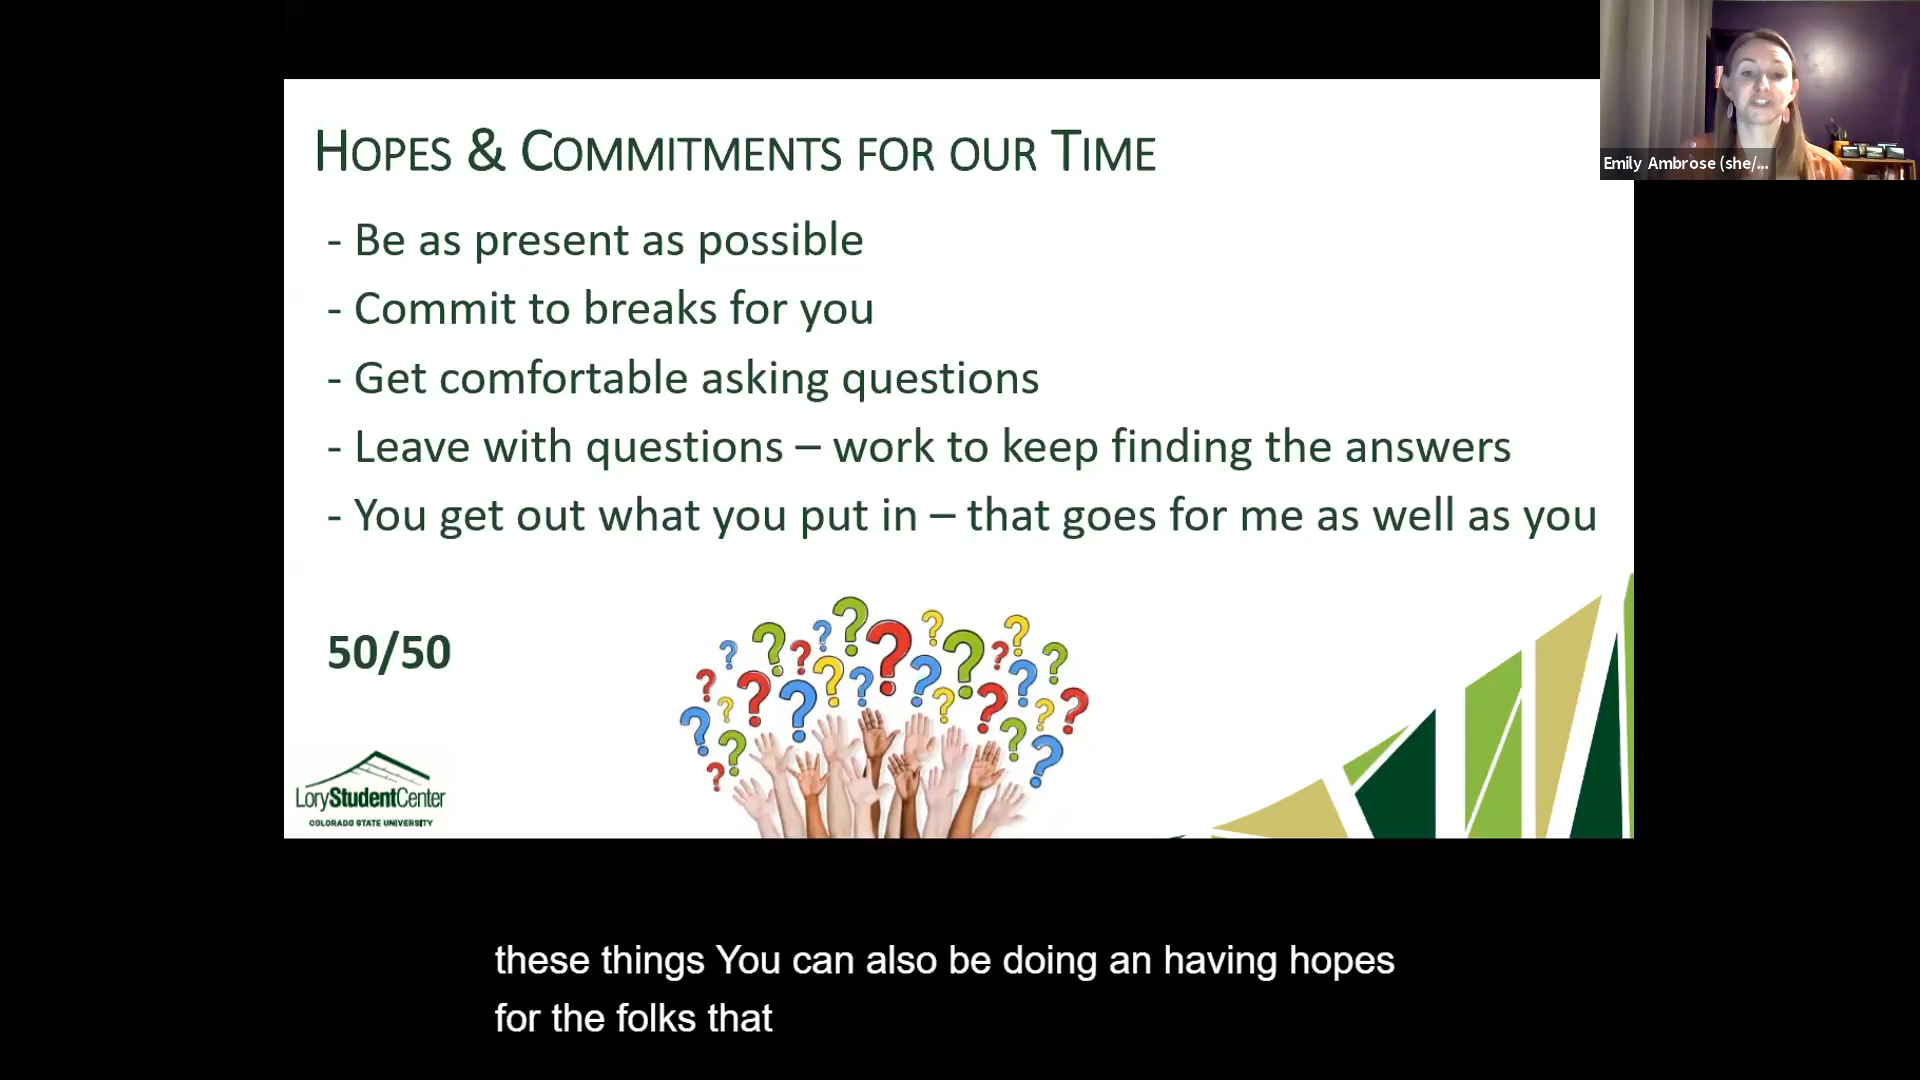 Hopes & Commitments for our Time
- Be as present as possible
- Commit to breaks for you
- Get comfortable asking questions
- Leave with questions – work to keep finding the answers
- You get out what you put in – that goes for me as well as you
50/50
LoryStudentCenter
COLORADO STATE UNIVERSITY
Emily Ambrose (she/...
these things You can also be doing an having hopes
for the folks that